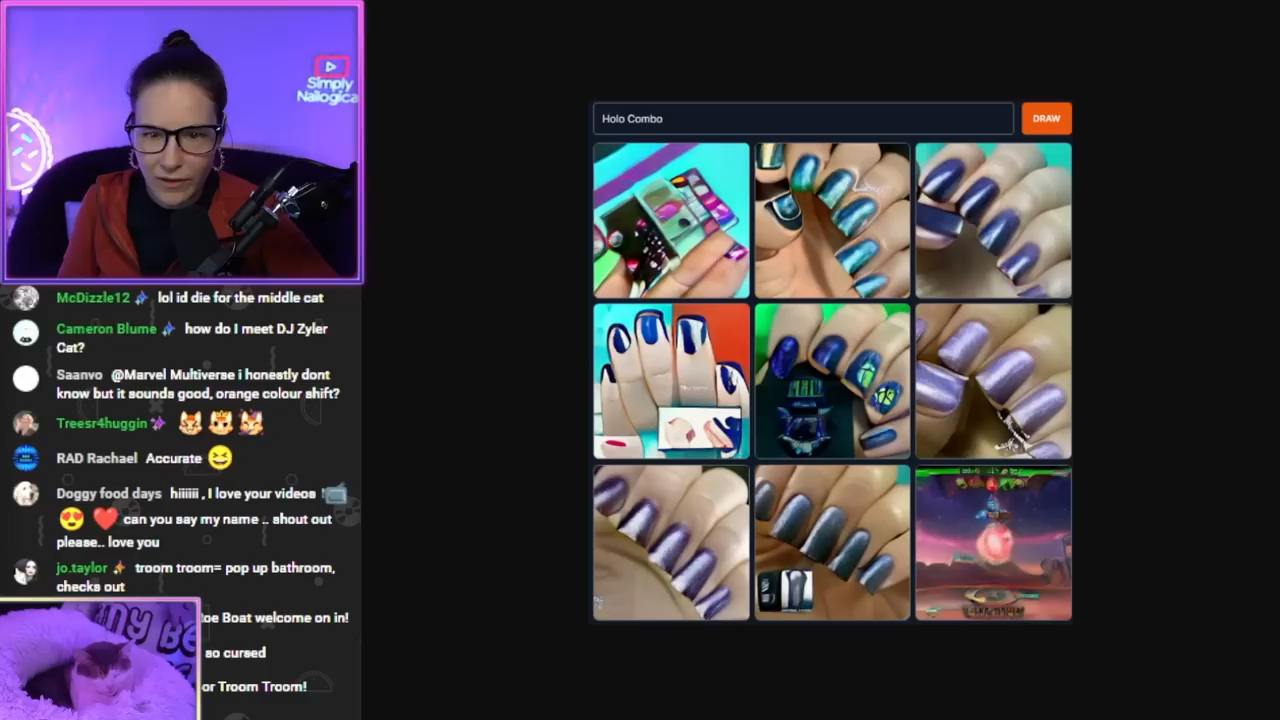 Simply
Nailogical
Holo Combo
DRAW
McDizzle12 lol id die for the middle cat
Cameron Blume how do I meet DJ Zyler
Cat?
Saanvo @Marvel Multiverse i honestly dont
know but it sounds good, orange colour shift?
Treesr4huggin
RAD Rachael Accurate
Doggy food days hiiiiii , I love your videos !
can you say my name .. shout out
please.. love you
jo.taylor troom troom= pop up bathroom,
checks out
toe Boat welcome on in!
so cursed
or Troom Troom!